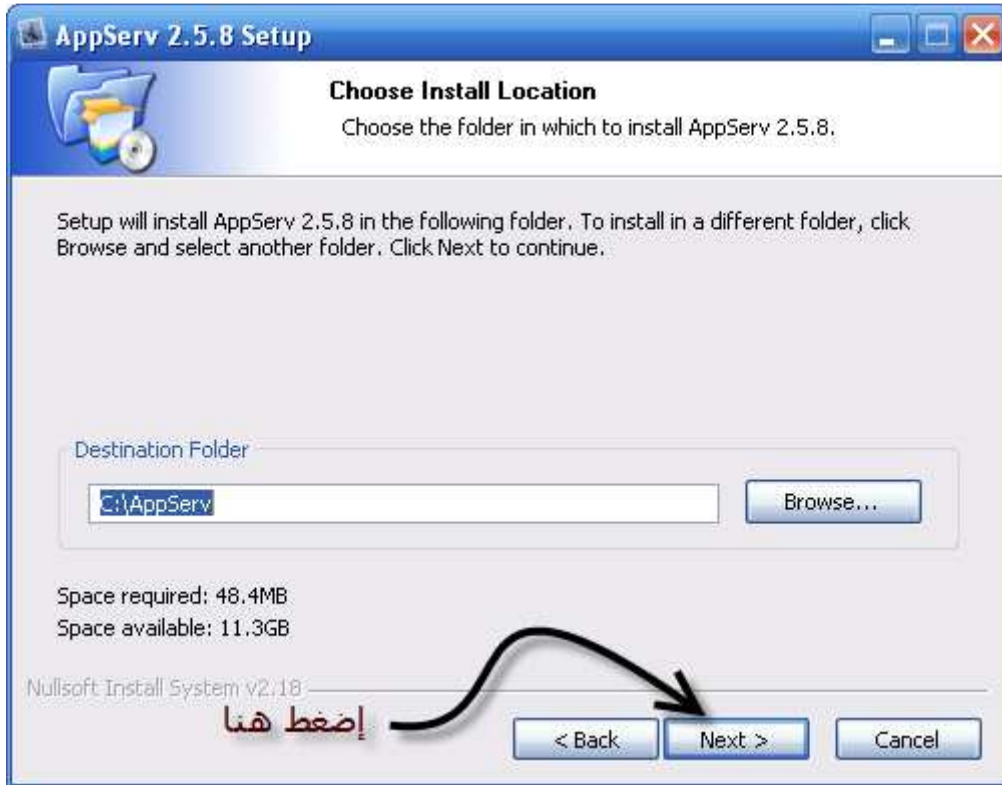 AppServ 2.5.8 Setup
Choose Install Location
Choose the folder in which to install AppServ 2.5.8.
Setup will install AppServ 2.5.8 in the following folder. To install in a different folder, click
Browse and select another folder. Click Next to continue.
Destination Folder
C:\AppServ
Browse...
Space required: 48.4MB
Space available: 11.3GB
Nullsoft Install System v2.18
إضغط هنا
< Back
Next >
Cancel